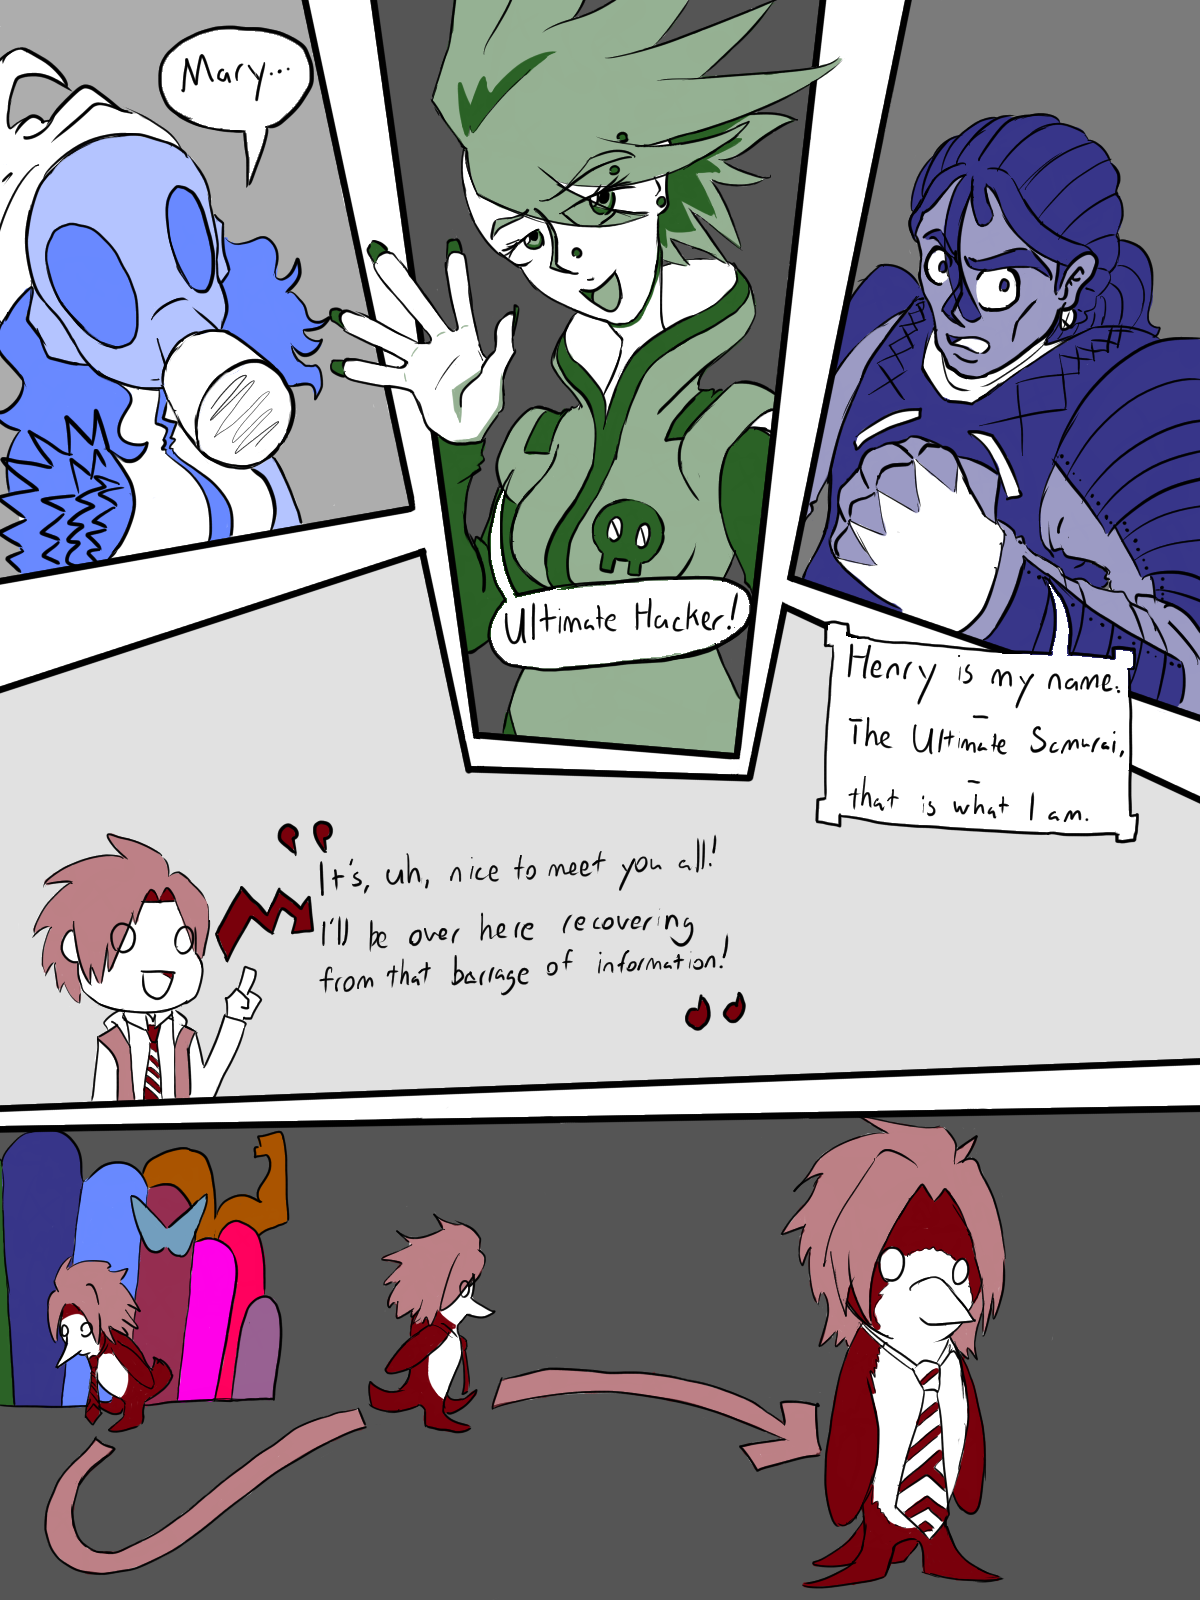 Mary...
Ultimate Hacker!
Henry is my name.
The Ultimate Samurai,
that is what I am.
"It's, uh, nice to meet you all!
I'll be over here recovering
from that barrage of information!"